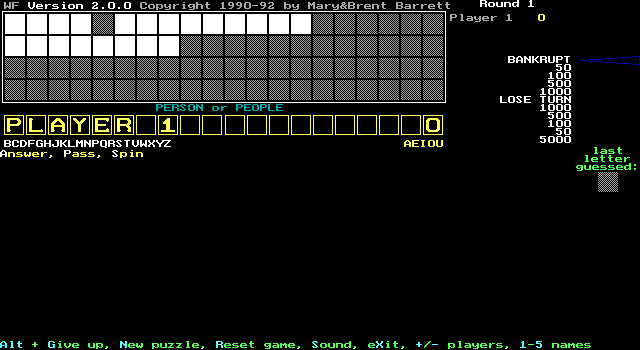 WF Version 2.0.0 Copyright 1990-92 by Mary&Brent Barrett
Round 1
Player 1 0
BANKRUPT
50
100
500
1000
LOSE TURN
1000
500
100
50
5000
PERSON or PEOPLE
PLAYER 1 0
BCDFGHJKLMNPQRSTVWXYZ AEIOU
Answer, Pass, Spin
last
letter
guessed:
Alt + Give up, New puzzle, Reset game, Sound, eXit, +/- players, 1-5 names